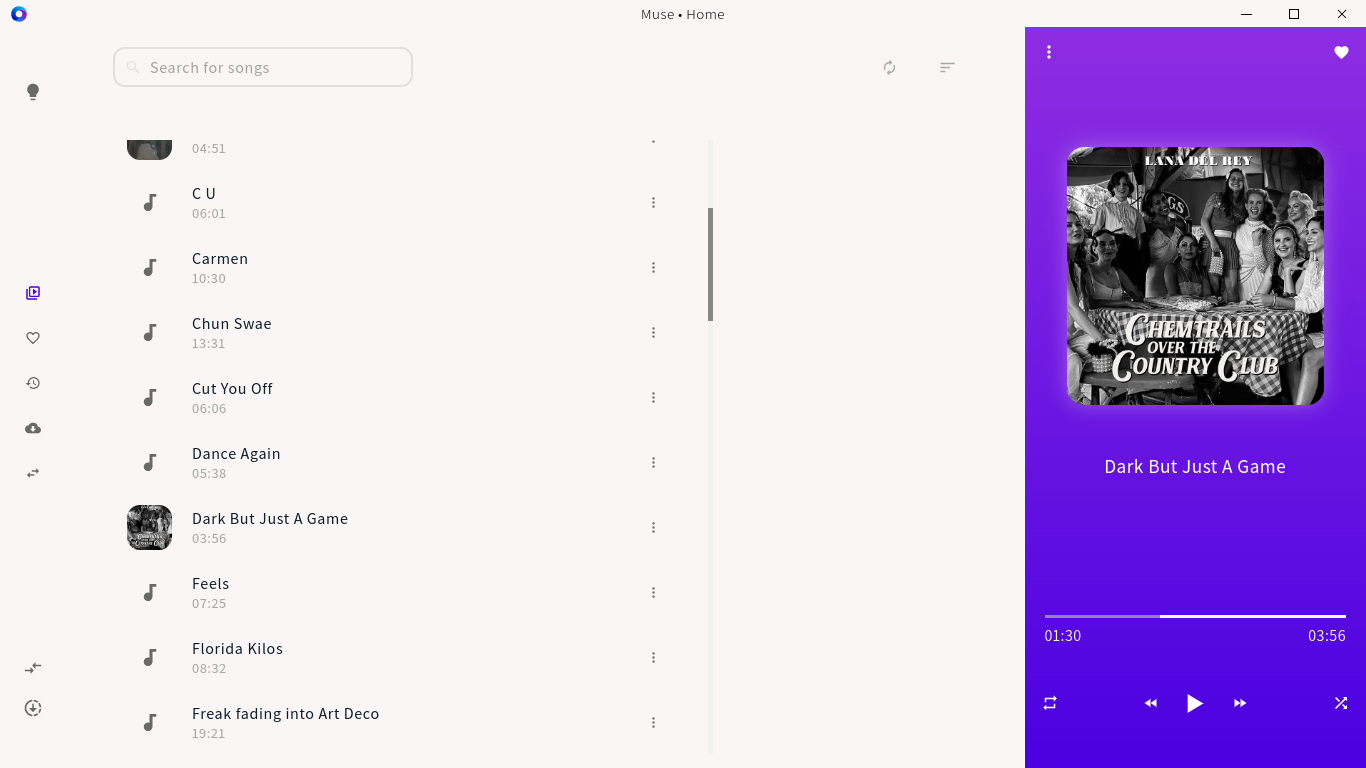 Muse • Home
Search for songs
04:51
C U
06:01
Carmen
10:30
Chun Swae
13:31
Cut You Off
06:06
Dance Again
05:38
Dark But Just A Game
03:56
Feels
07:25
Florida Kilos
08:32
Freak fading into Art Deco
19:21
LANA DEL REY
GS
CHEMTRAILS
OVER THE
COUNTRY CLUB
Dark But Just A Game
01:30
03:56